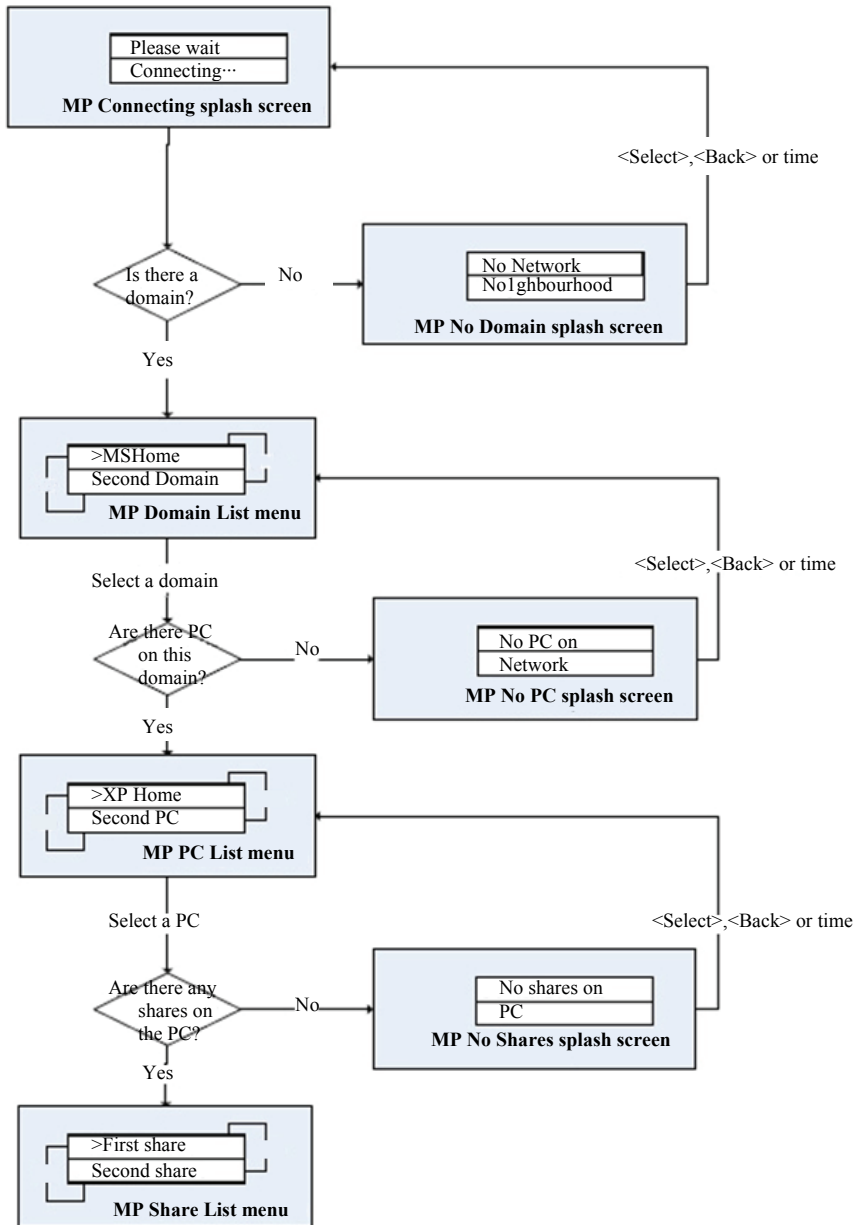 Please wait
Connecting···
MP Connecting splash screen
<Select>,<Back> or time
Is there a
domain?
No
No Network
No1ghbourhood
MP No Domain splash screen
Yes
>MSHome
Second Domain
MP Domain List menu
<Select>,<Back> or time
Select a domain
Are there PC
on this
domain?
No
No PC on
Network
MP No PC splash screen
Yes
>XP Home
Second PC
MP PC List menu
Select a PC
<Select>,<Back> or time
Are there any
shares on
the PC?
No
No shares on
PC
MP No Shares splash screen
Yes
>First share
Second share
MP Share List menu